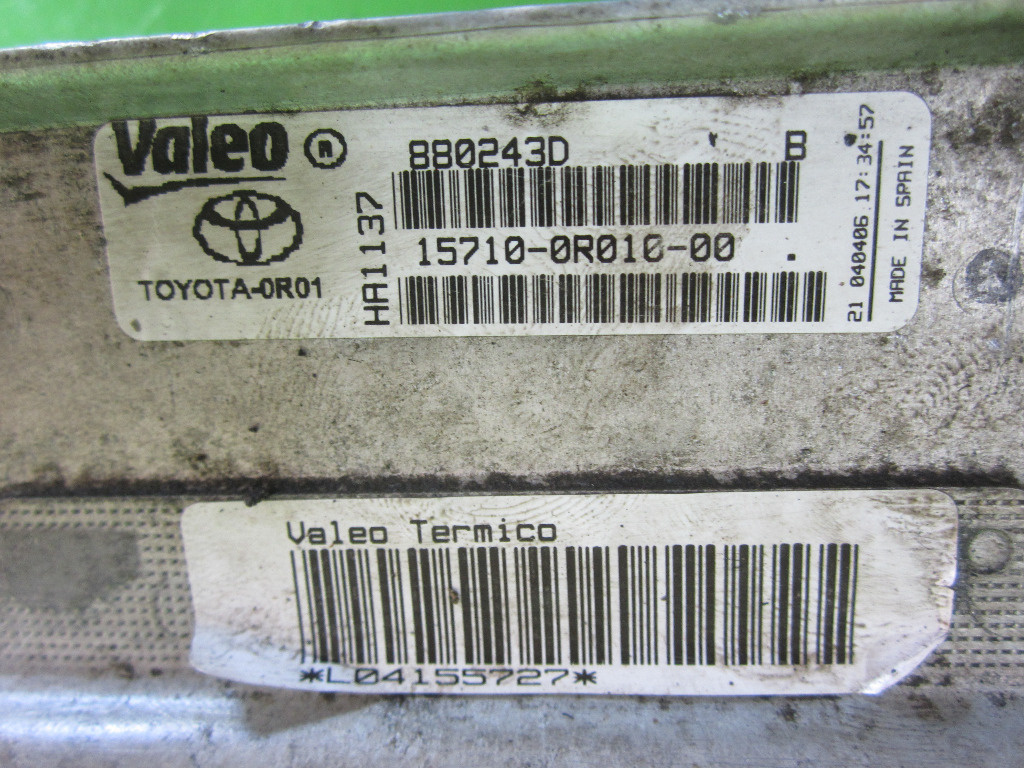 Valeo n 880243D B
TOYOTA-0R01
HA1137
15710-0R010-00 .
21 040406 17:34:57
MADE IN SPAIN
Valeo Termico
*L04155727*